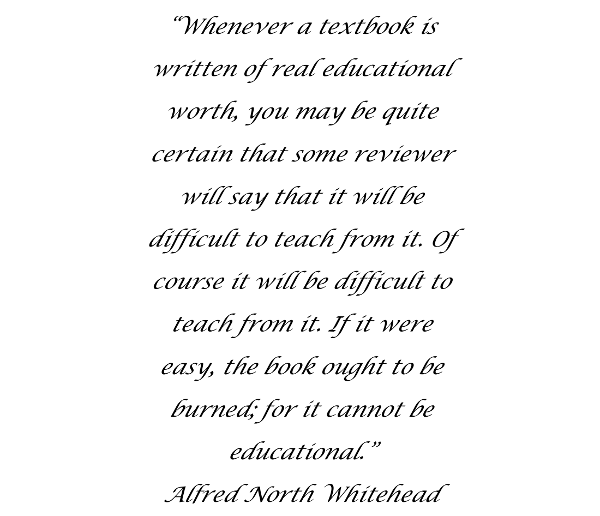 “Whenever a textbook is
written of real educational
worth, you may be quite
certain that some reviewer
will say that it will be
difficult to teach from it. Of
course it will be difficult to
teach from it. If it were
easy, the book ought to be
burned; for it cannot be
educational.”
Alfred North Whitehead